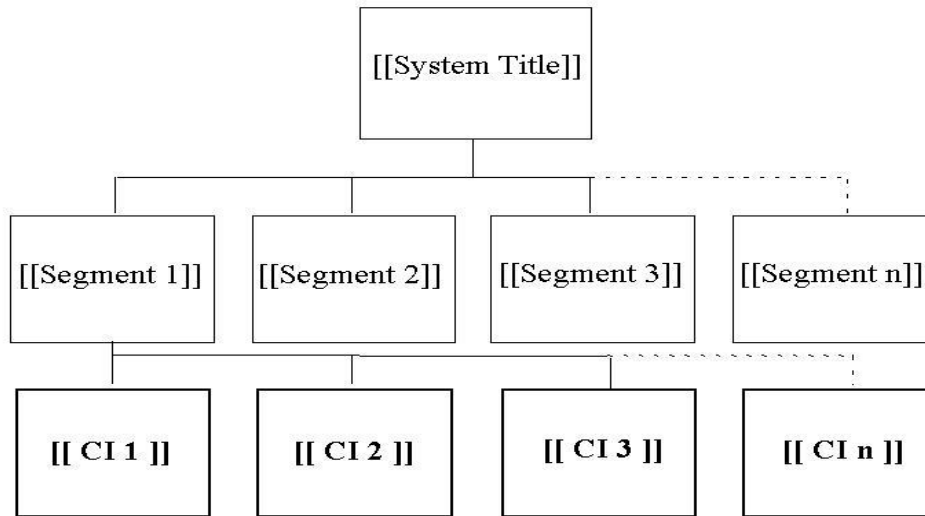 [[System Title]]
[[Segment 1]]
[[Segment 2]]
[[Segment 3]]
[[Segment n]]
[[ CI 1 ]]
[[ CI 2 ]]
[[ CI 3 ]]
[[ CI n ]]